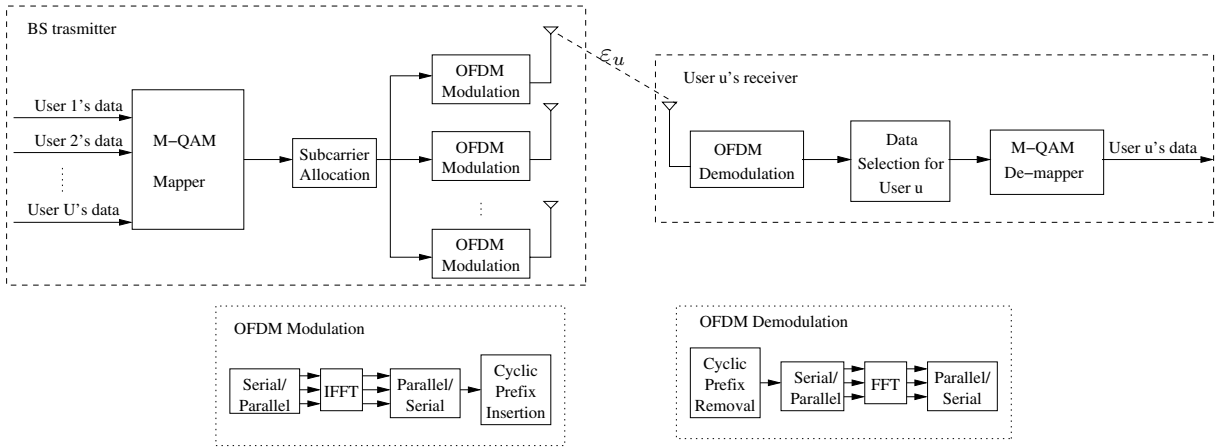 BS trasmitter
User 1's data
User 2's data
User U's data
M−QAM
Mapper
Subcarrier
Allocation
OFDM
Modulation
OFDM
Modulation
OFDM
Modulation
εu
User u's receiver
OFDM
Demodulation
Data
Selection for
User u
M−QAM
De−mapper
User u's data
OFDM Modulation
Serial/
Parallel
IFFT
Parallel/
Serial
Cyclic
Prefix
Insertion
OFDM Demodulation
Cyclic
Prefix
Removal
Serial/
Parallel
FFT
Parallel/
Serial